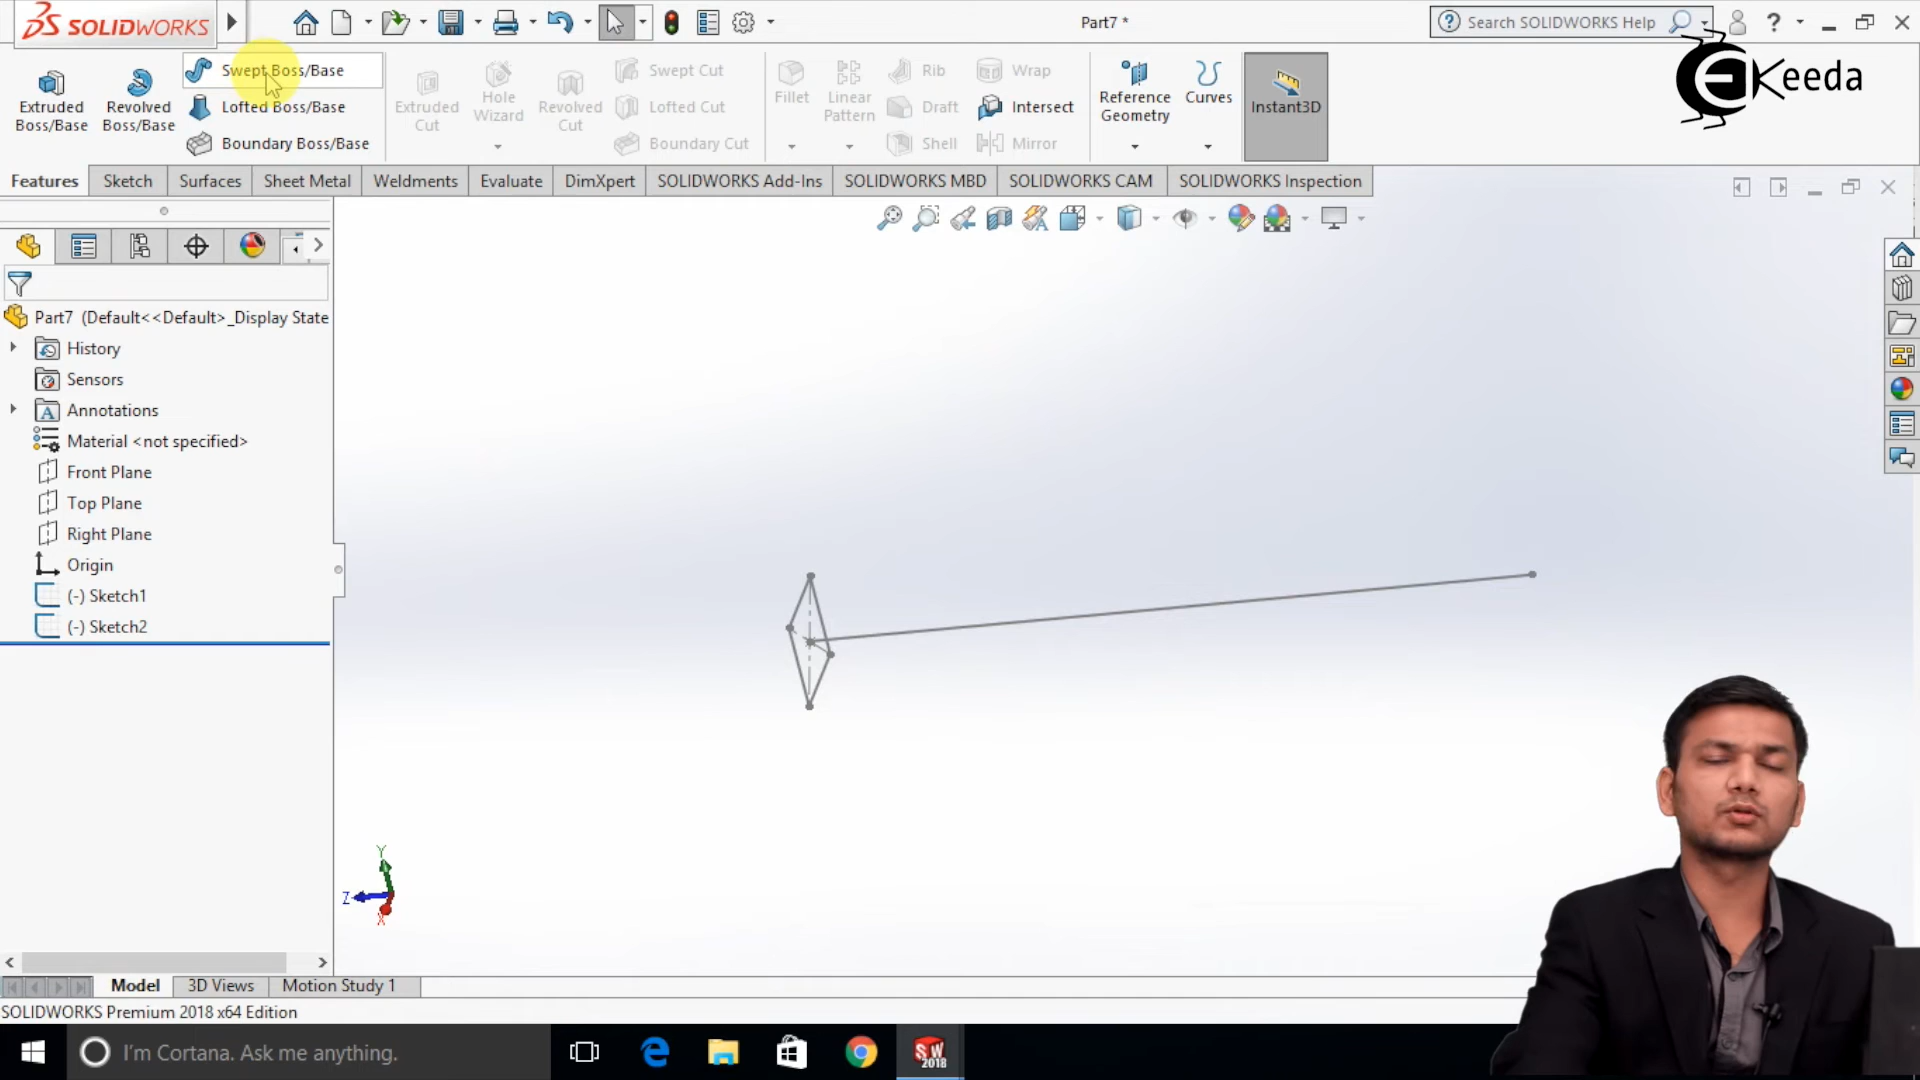 SOLIDWORKS
Part7 *
Search SOLIDWORKS Help
Keeda
Extruded
Boss/Base
Revolved
Boss/Base
Swept Boss/Base
Lofted Boss/Base
Boundary Boss/Base
Extruded
Cut
Hole
Wizard
Revolved
Cut
Swept Cut
Lofted Cut
Boundary Cut
Fillet
Linear
Pattern
Rib
Draft
Shell
Wrap
Intersect
Mirror
Reference
Geometry
Curves
Instant3D
Features Sketch Surfaces Sheet Metal Weldments Evaluate DimXpert SOLIDWORKS Add-Ins SOLIDWORKS MBD SOLIDWORKS CAM SOLIDWORKS Inspection
Part7 (Default<<Default>_Display State
History
Sensors
Annotations
Material <not specified>
Front Plane
Top Plane
Right Plane
Origin
(-) Sketch1
(-) Sketch2
Y
Z
X
Model 3D Views Motion Study 1
SOLIDWORKS Premium 2018 x64 Edition
I'm Cortana. Ask me anything.
SW
2018